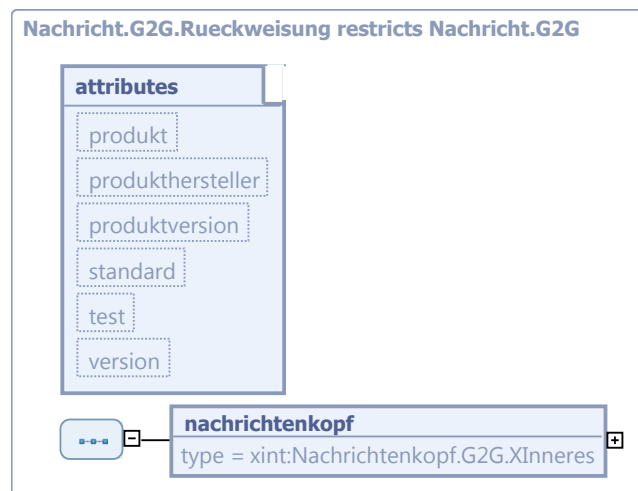 Nachricht.G2G.Rueckweisung restricts Nachricht.G2G
attributes
produkt
produkthersteller
produktversion
standard
test
version
nachrichtenkopf
type = xint:Nachrichtenkopf.G2G.XInneres